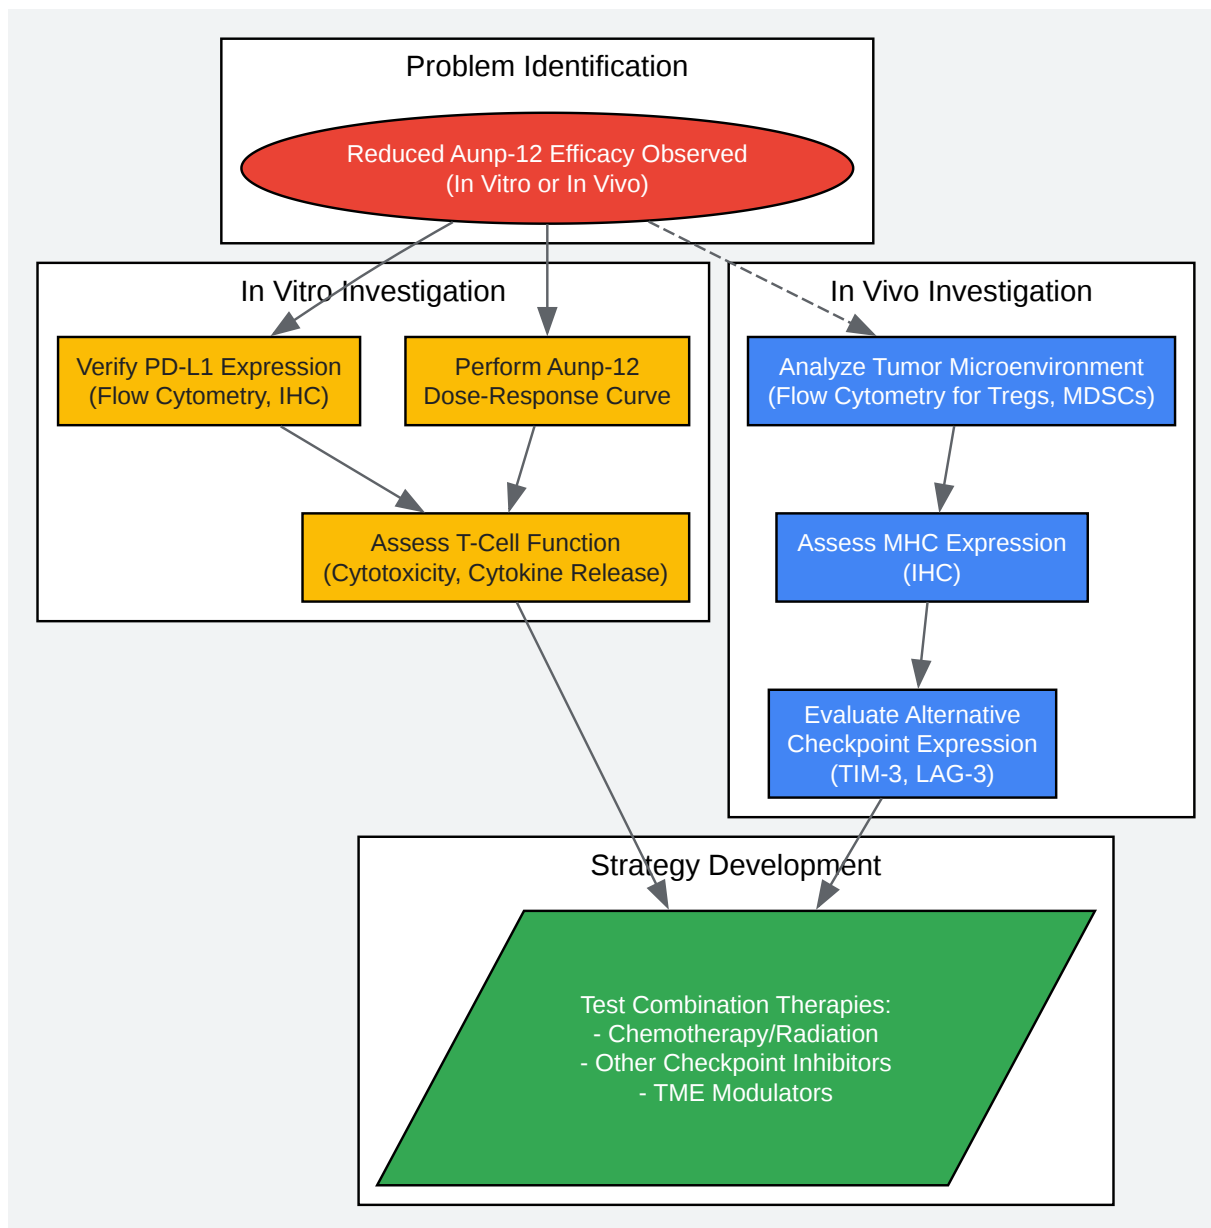 Problem Identification
Reduced Aunp-12 Efficacy Observed
(In Vitro or In Vivo)
In Vitro Investigation
Verify PD-L1 Expression
(Flow Cytometry, IHC)
Perform Aunp-12
Dose-Response Curve
Assess T-Cell Function
(Cytotoxicity, Cytokine Release)
In Vivo Investigation
Analyze Tumor Microenvironment
(Flow Cytometry for Tregs, MDSCs)
Assess MHC Expression
(IHC)
Evaluate Alternative
Checkpoint Expression
(TIM-3, LAG-3)
Strategy Development
Test Combination Therapies:
- Chemotherapy/Radiation
- Other Checkpoint Inhibitors
- TME Modulators